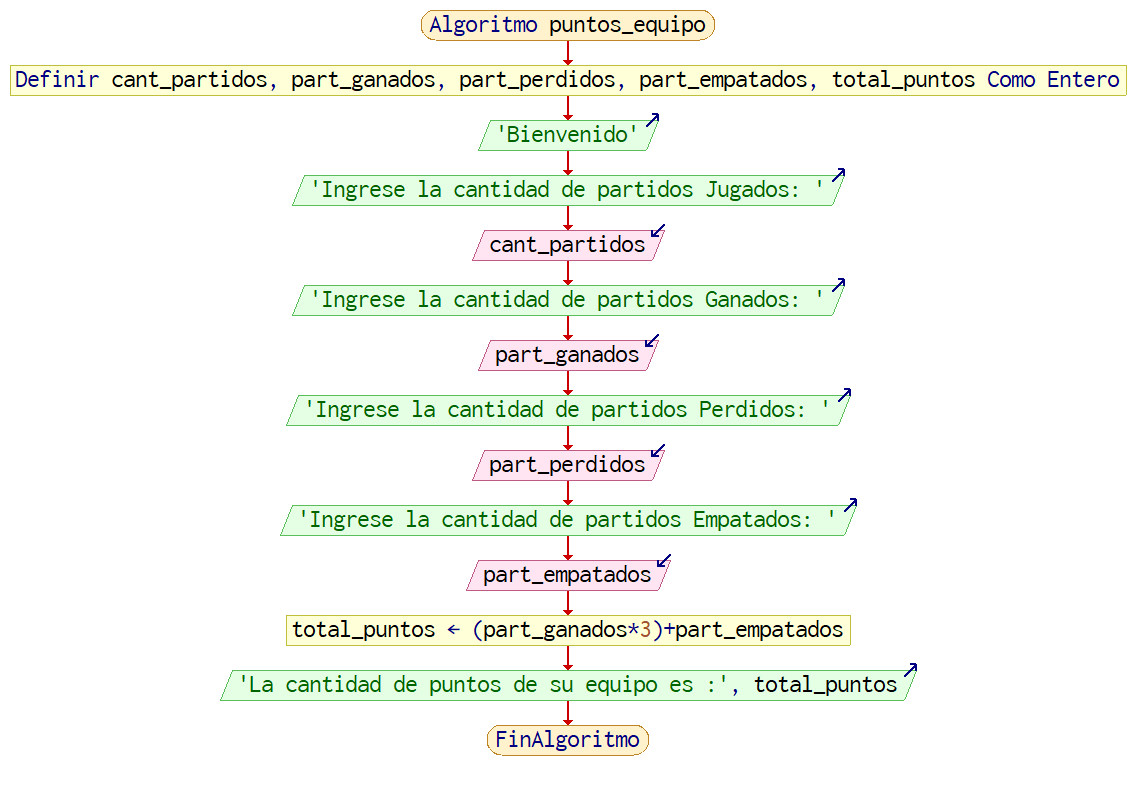 Algoritmo puntos_equipo
Definir cant_partidos, part_ganados, part_perdidos, part_empatados, total_puntos Como Entero
'Bienvenido'
'Ingrese la cantidad de partidos Jugados: '
cant_partidos
'Ingrese la cantidad de partidos Ganados: '
part_ganados
'Ingrese la cantidad de partidos Perdidos: '
part_perdidos
'Ingrese la cantidad de partidos Empatados: '
part_empatados
total_puntos ← (part_ganados*3)+part_empatados
'La cantidad de puntos de su equipo es :', total_puntos
FinAlgoritmo